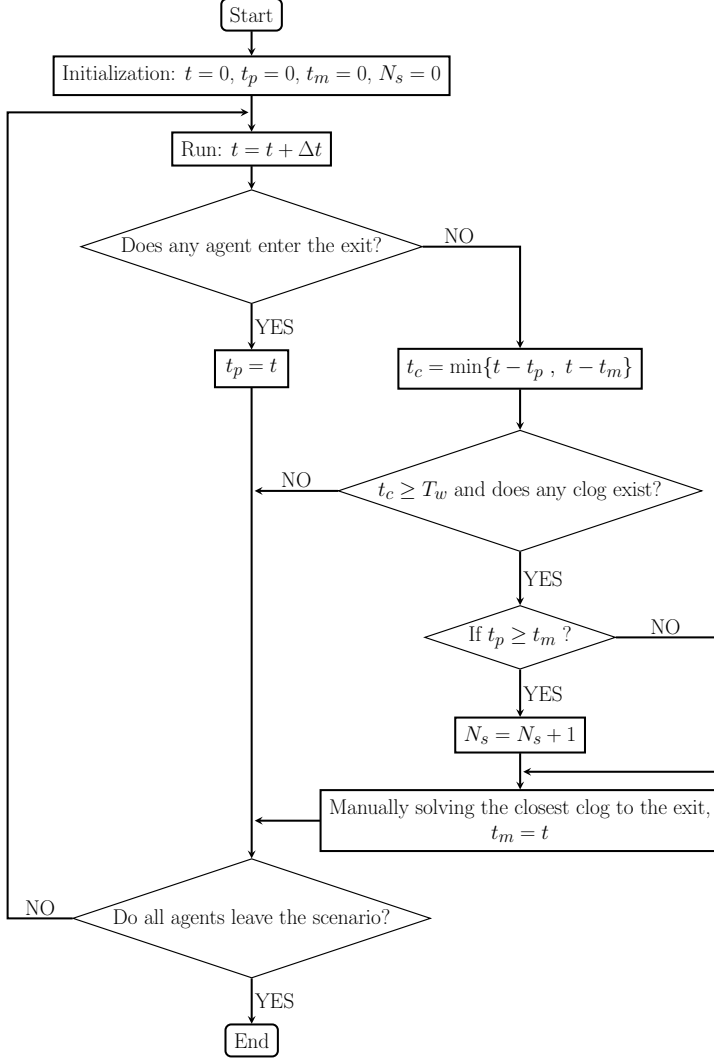 Start
Initialization: t = 0, t_p = 0, t_m = 0, N_s = 0
Run: t = t + Δt
Does any agent enter the exit?
NO
YES
t_p = t
t_c = min{t − t_p , t − t_m}
NO
t_c ≥ T_w and does any clog exist?
YES
If t_p ≥ t_m ?
NO
YES
N_s = N_s + 1
Manually solving the closest clog to the exit,
t_m = t
NO
Do all agents leave the scenario?
YES
End